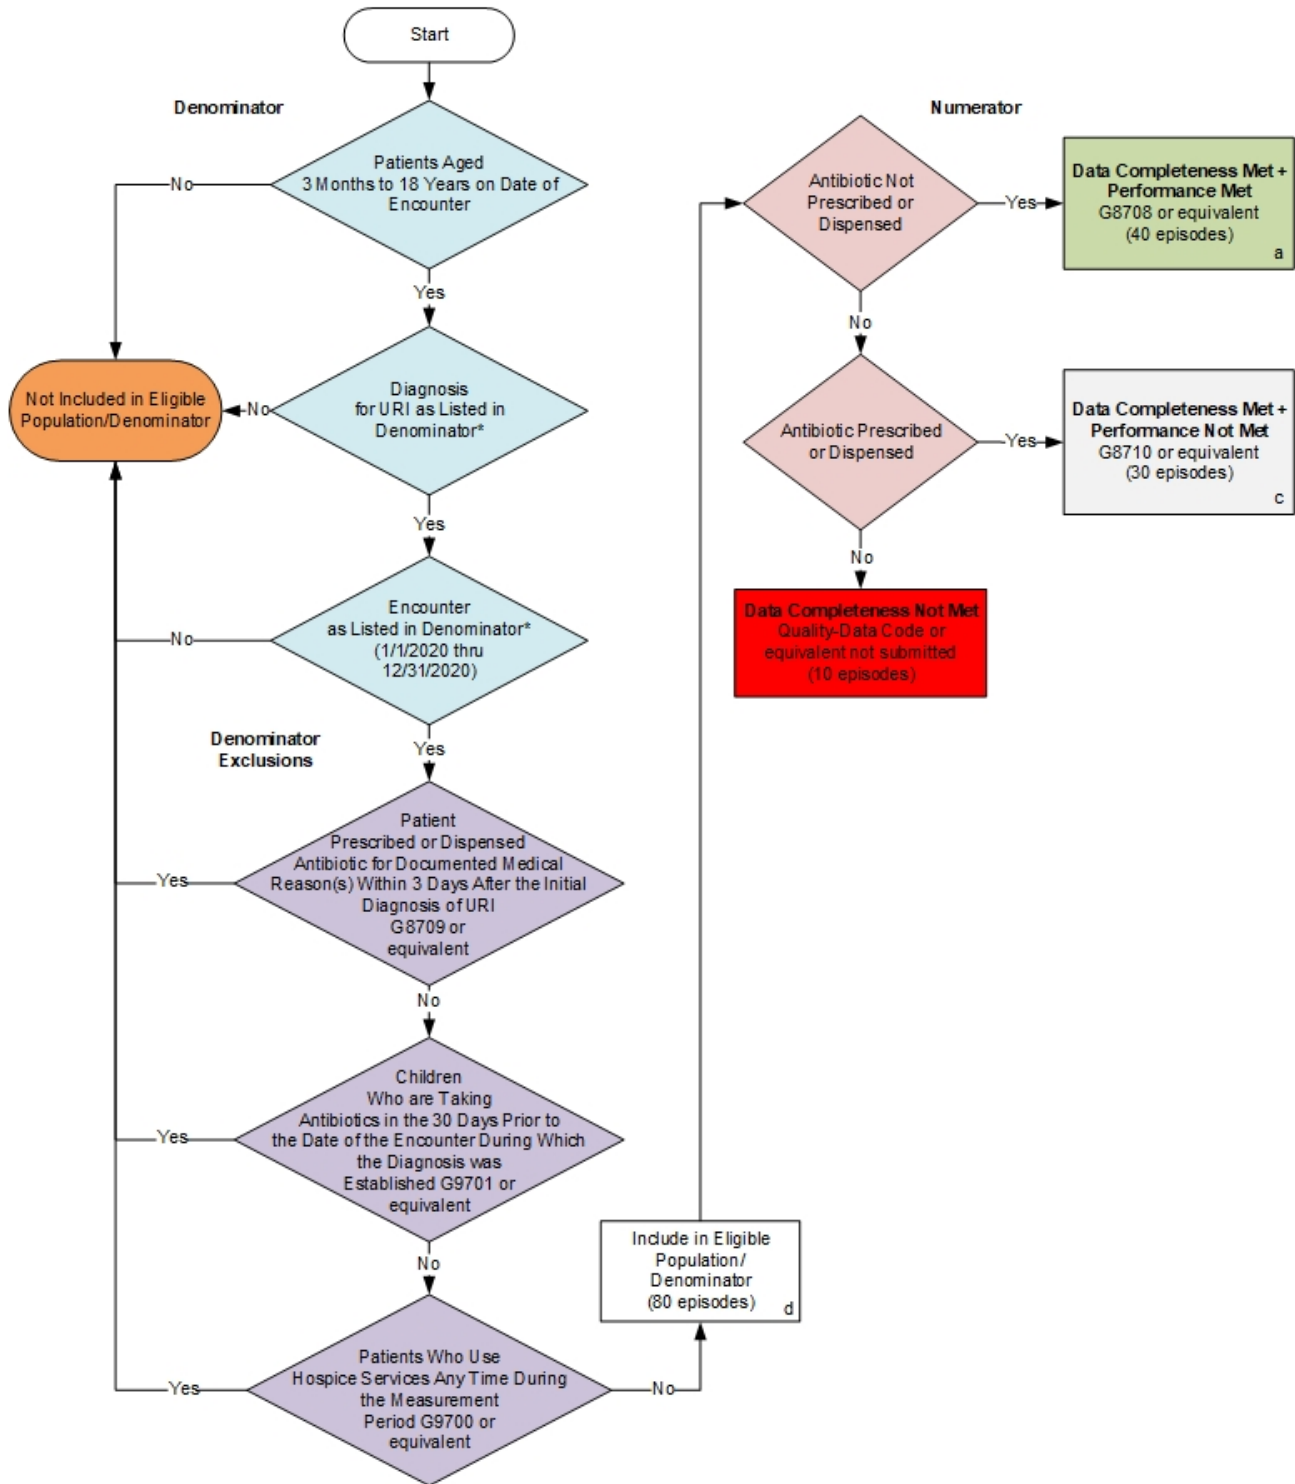 Start
Denominator
Patients Aged
3 Months to 18 Years on Date of
Encounter
No
Yes
Diagnosis
for URI as Listed in
Denominator*
No
Not Included in Eligible
Population/Denominator
Yes
Encounter
as Listed in Denominator*
(1/1/2020 thru
12/31/2020)
No
Yes
Denominator
Exclusions
Patient
Prescribed or Dispensed
Antibiotic for Documented Medical
Reason(s) Within 3 Days After the Initial
Diagnosis of URI
G8709 or
equivalent
Yes
No
Children
Who are Taking
Antibiotics in the 30 Days Prior to
the Date of the Encounter During Which
the Diagnosis was
Established G9701 or
equivalent
Yes
No
Patients Who Use
Hospice Services Any Time During
the Measurement
Period G9700 or
equivalent
Yes
No
Include in Eligible
Population/
Denominator
(80 episodes)
d
Numerator
Antibiotic Not
Prescribed or
Dispensed
Yes
Data Completeness Met +
Performance Met
G8708 or equivalent
(40 episodes)
a
No
Antibiotic Prescribed
or Dispensed
Yes
Data Completeness Met +
Performance Not Met
G8710 or equivalent
(30 episodes)
c
No
Data Completeness Not Met
Quality-Data Code or
equivalent not submitted
(10 episodes)